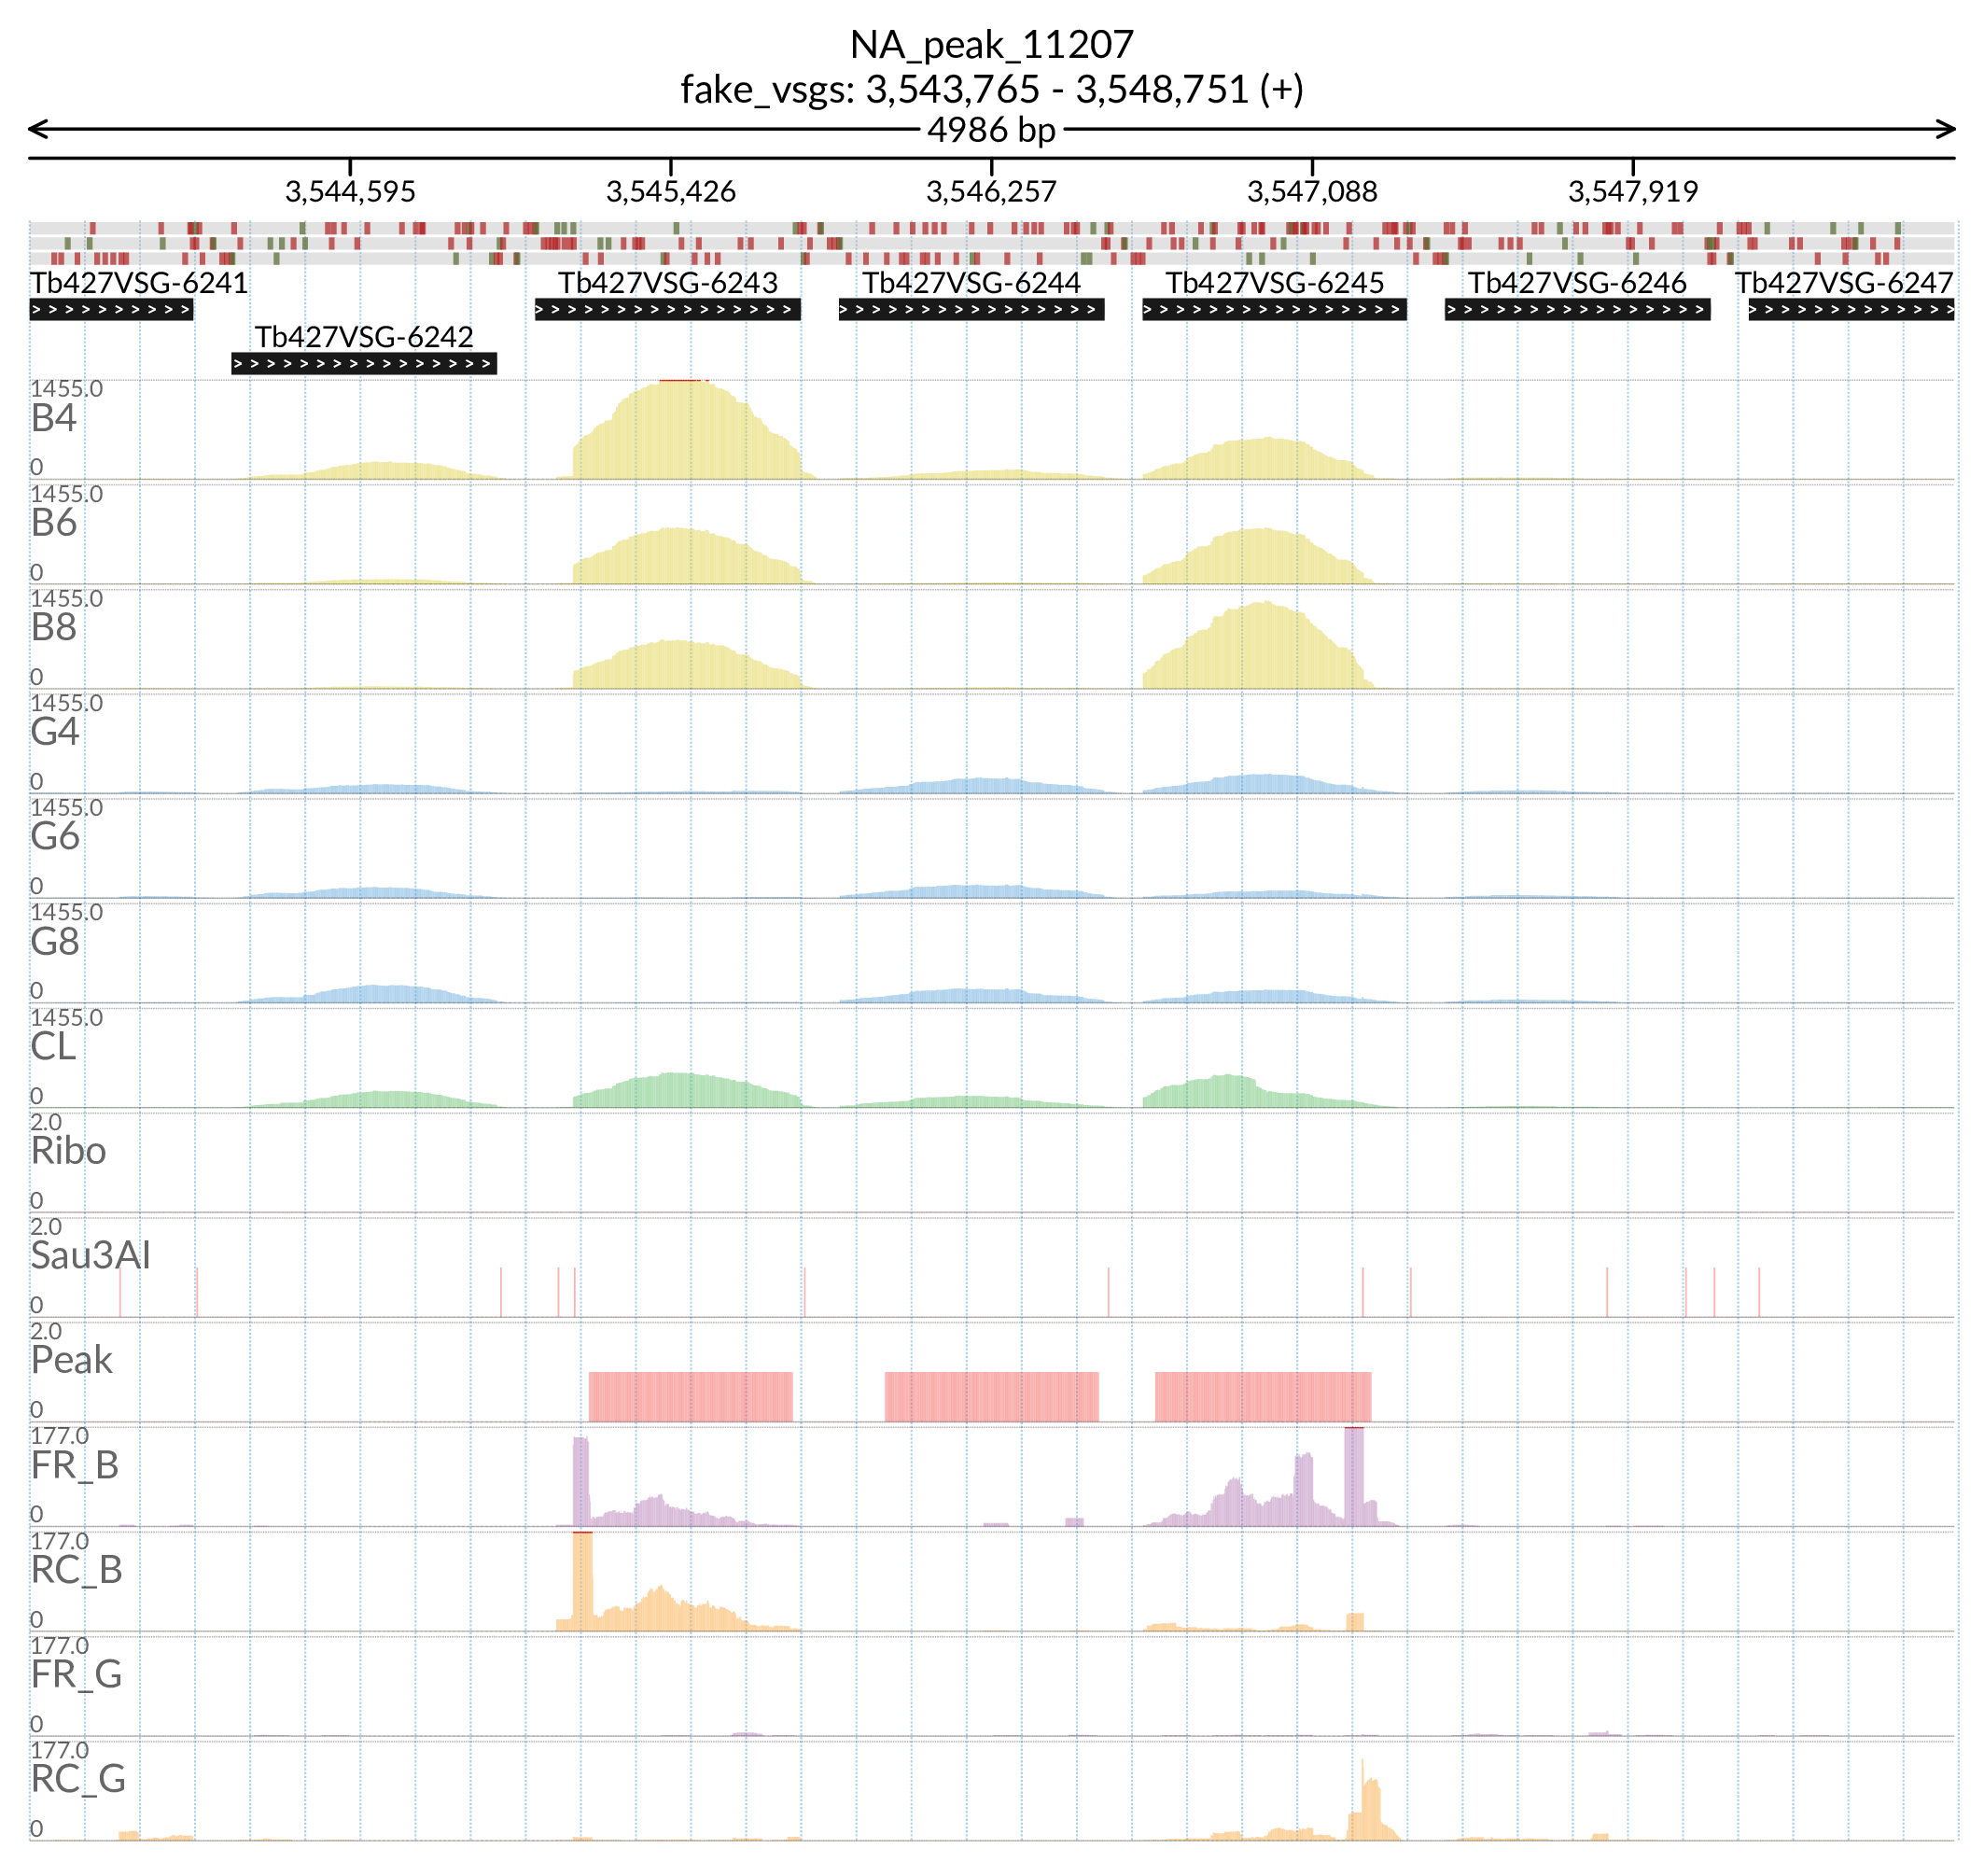 NA_peak_11207
fake_vsgs: 3,543,765 - 3,548,751 (+)
4986 bp
3,544,595 3,545,426 3,546,257 3,547,088 3,547,919
Tb427VSG-6241 Tb427VSG-6243 Tb427VSG-6244 Tb427VSG-6245 Tb427VSG-6246 Tb427VSG-6247
Tb427VSG-6242
1455.0
B4
0
1455.0
B6
0
1455.0
B8
0
1455.0
G4
0
1455.0
G6
0
1455.0
G8
0
1455.0
CL
0
2.0
Ribo
0
2.0
Sau3AI
0
2.0
Peak
0
177.0
FR_B
0
177.0
RC_B
0
177.0
FR_G
0
177.0
RC_G
0